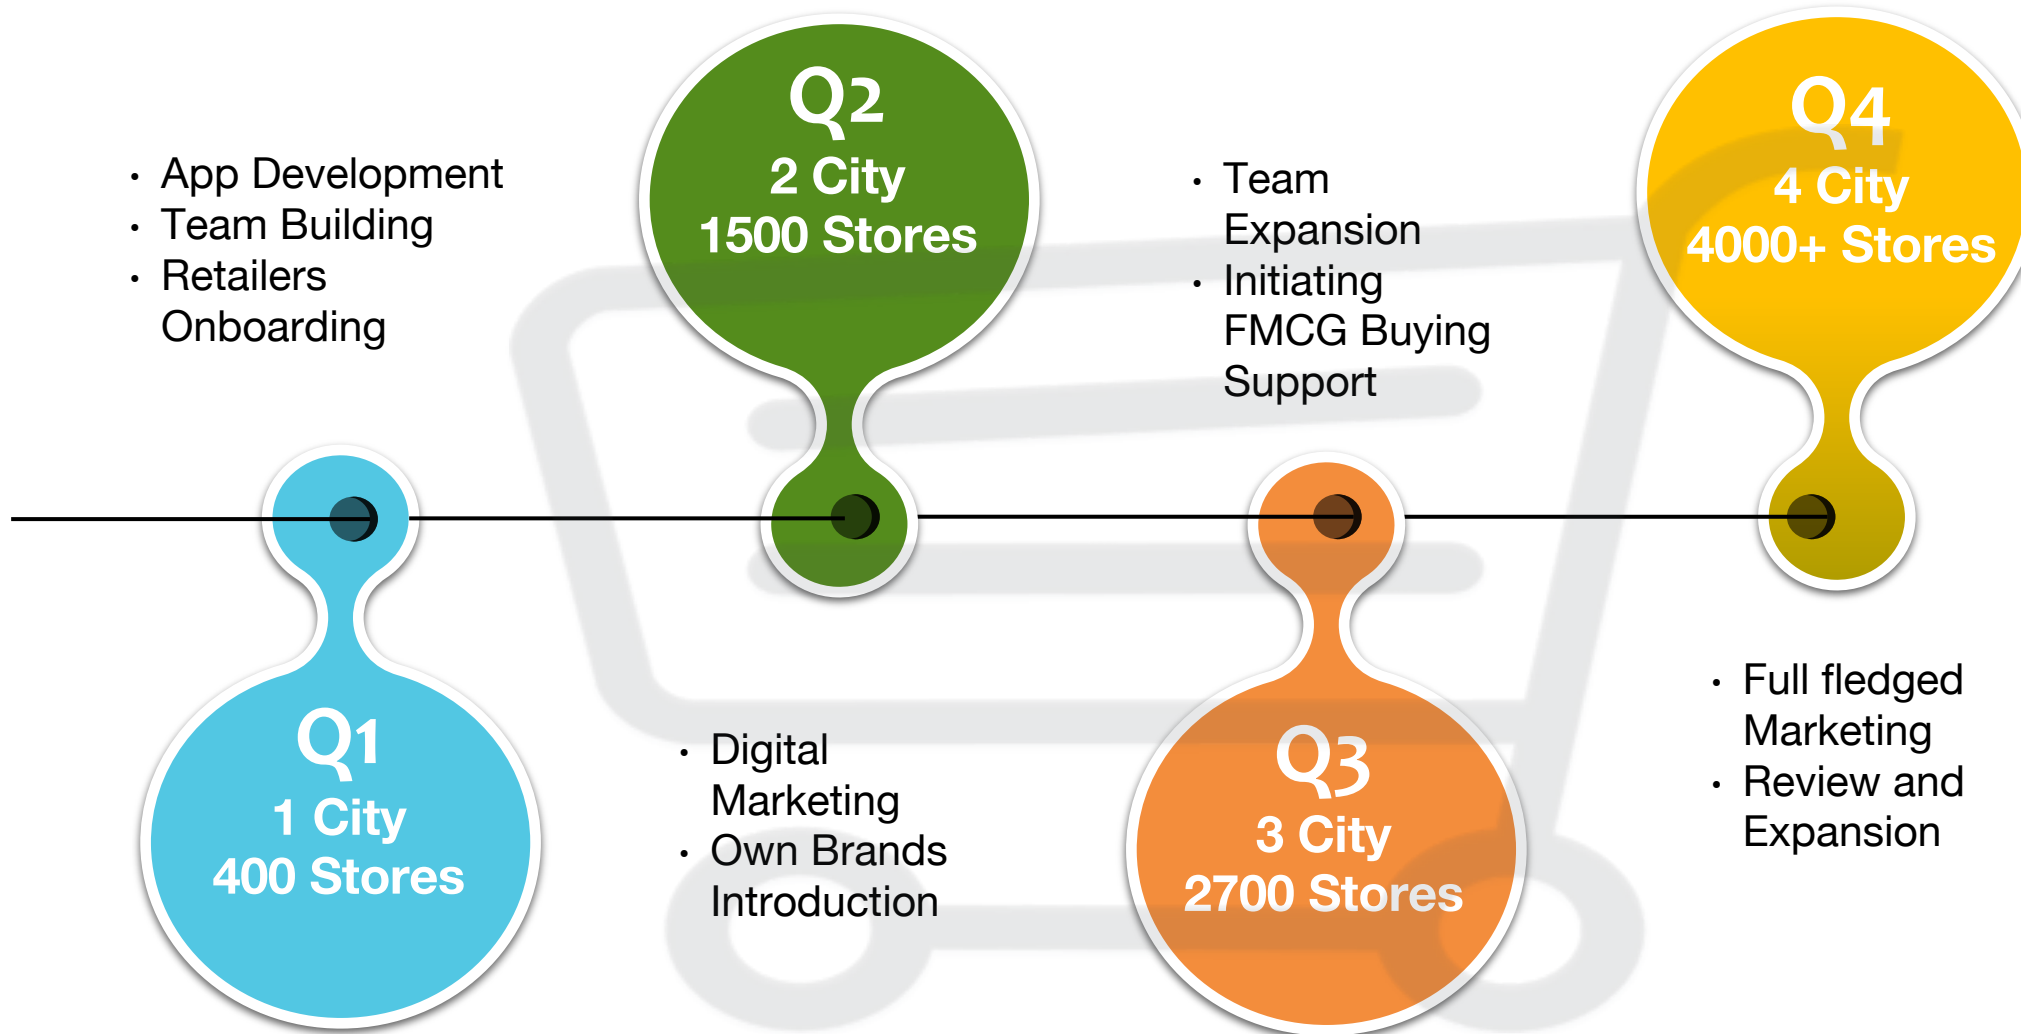 • App Development
• Team Building
• Retailers
Onboarding
Q1
1 City
400 Stores
Q2
2 City
1500 Stores
• Digital
Marketing
• Own Brands
Introduction
• Team
Expansion
• Initiating
FMCG Buying
Support
Q3
3 City
2700 Stores
Q4
4 City
4000+ Stores
• Full fledged
Marketing
• Review and
Expansion